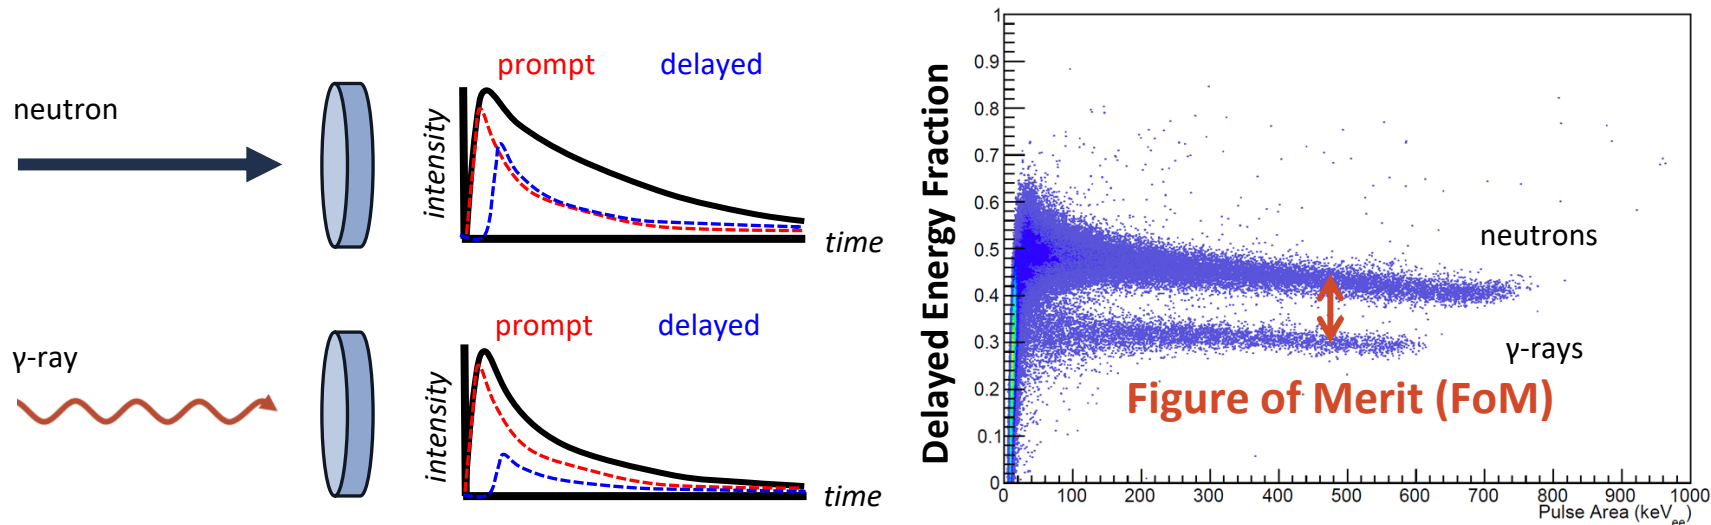 neutron
prompt delayed
intensity
time
γ-ray
prompt delayed
intensity
time
Delayed Energy Fraction
1
0.9
0.8
0.7
0.6
0.5
0.4
0.3
0.2
0.1
0
neutrons
γ-rays
Figure of Merit (FoM)
0 100 200 300 400 500 600 700 800 900 1000
Pulse Area (keVee)